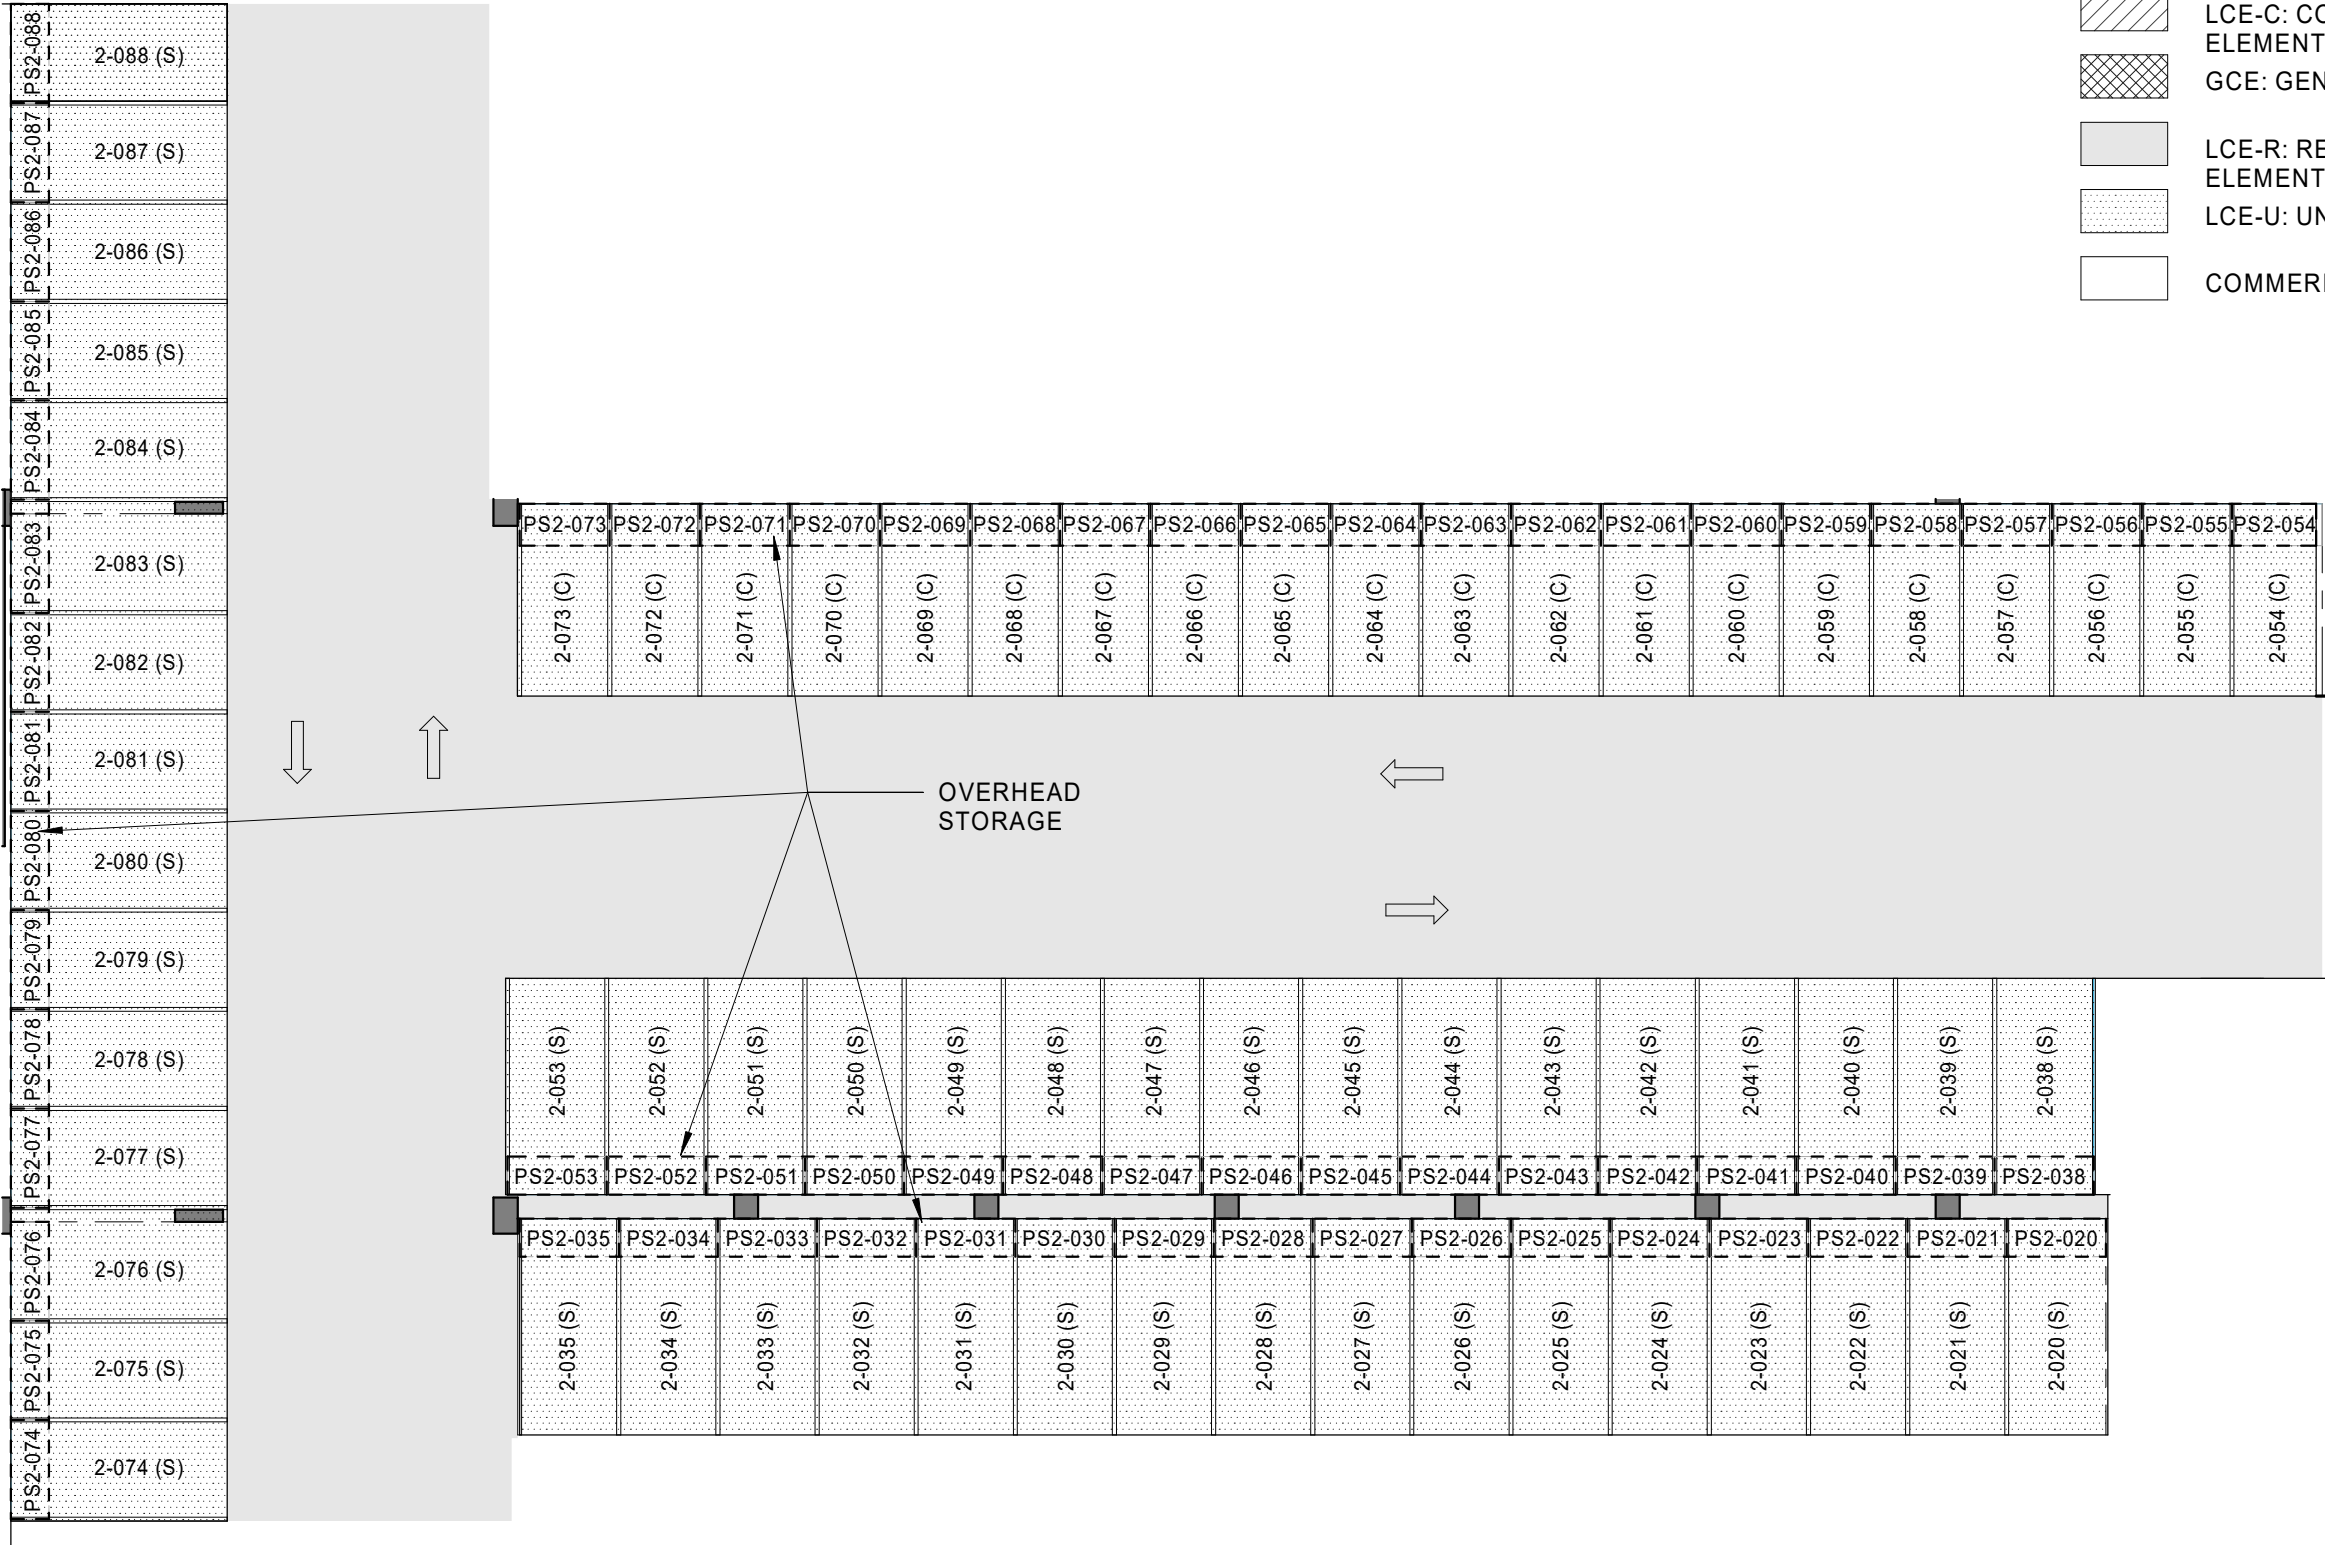 LCE-C: CO
ELEMENT
GCE: GEN
LCE-R: RE
ELEMENT
LCE-U: UN
COMMER
PS2-088
2-088 (S)
PS2-087
2-087 (S)
PS2-086
2-086 (S)
PS2-085
2-085 (S)
PS2-084
2-084 (S)
PS2-083
2-083 (S)
PS2-082
2-082 (S)
PS2-081
2-081 (S)
PS2-080
2-080 (S)
PS2-079
2-079 (S)
PS2-078
2-078 (S)
PS2-077
2-077 (S)
PS2-076
2-076 (S)
PS2-075
2-075 (S)
PS2-074
2-074 (S)
PS2-073 PS2-072 PS2-071 PS2-070 PS2-069 PS2-068 PS2-067 PS2-066 PS2-065 PS2-064 PS2-063 PS2-062 PS2-061 PS2-060 PS2-059 PS2-058 PS2-057 PS2-056 PS2-055 PS2-054
2-073 (C)
2-072 (C)
2-071 (C)
2-070 (C)
2-069 (C)
2-068 (C)
2-067 (C)
2-066 (C)
2-065 (C)
2-064 (C)
2-063 (C)
2-062 (C)
2-061 (C)
2-060 (C)
2-059 (C)
2-058 (C)
2-057 (C)
2-056 (C)
2-055 (C)
2-054 (C)
OVERHEAD
STORAGE
2-053 (S)
2-052 (S)
2-051 (S)
2-050 (S)
2-049 (S)
2-048 (S)
2-047 (S)
2-046 (S)
2-045 (S)
2-044 (S)
2-043 (S)
2-042 (S)
2-041 (S)
2-040 (S)
2-039 (S)
2-038 (S)
PS2-053 PS2-052 PS2-051 PS2-050 PS2-049 PS2-048 PS2-047 PS2-046 PS2-045 PS2-044 PS2-043 PS2-042 PS2-041 PS2-040 PS2-039 PS2-038
PS2-035 PS2-034 PS2-033 PS2-032 PS2-031 PS2-030 PS2-029 PS2-028 PS2-027 PS2-026 PS2-025 PS2-024 PS2-023 PS2-022 PS2-021 PS2-020
2-035 (S)
2-034 (S)
2-033 (S)
2-032 (S)
2-031 (S)
2-030 (S)
2-029 (S)
2-028 (S)
2-027 (S)
2-026 (S)
2-025 (S)
2-024 (S)
2-023 (S)
2-022 (S)
2-021 (S)
2-020 (S)